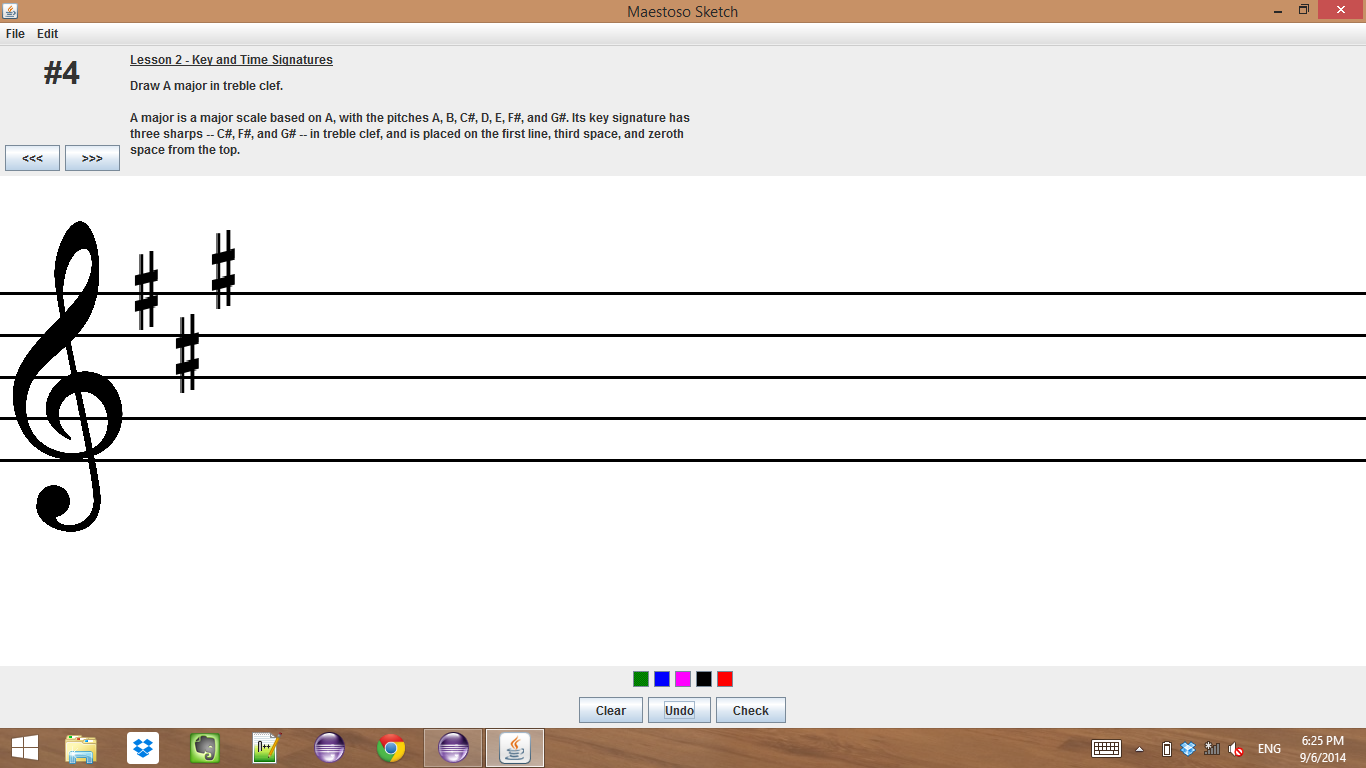 Maestoso Sketch
File Edit
#4
Lesson 2 - Key and Time Signatures
Draw A major in treble clef.
A major is a major scale based on A, with the pitches A, B, C#, D, E, F#, and G#. Its key signature has
three sharps -- C#, F#, and G# -- in treble clef, and is placed on the first line, third space, and zeroth
space from the top.
<<< >>>
Clear Undo Check
ENG
6:25 PM
9/6/2014